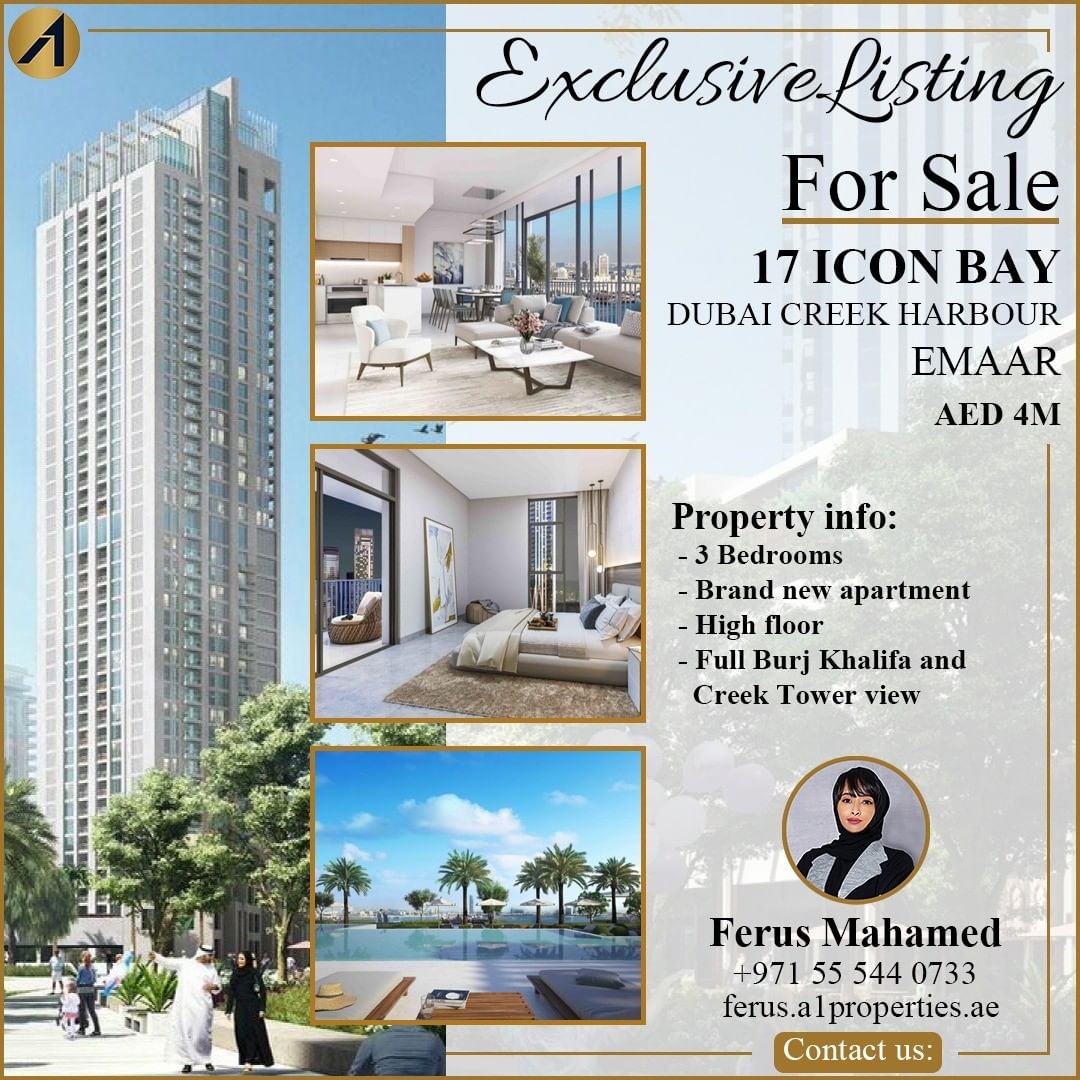 Exclusive Listing
For Sale
17 ICON BAY
DUBAI CREEK HARBOUR
EMAAR
AED 4M
Property info:
- 3 Bedrooms
- Brand new apartment
- High floor
- Full Burj Khalifa and
Creek Tower view
Ferus Mahamed
+971 55 544 0733
ferus.a1properties.ae
Contact us: